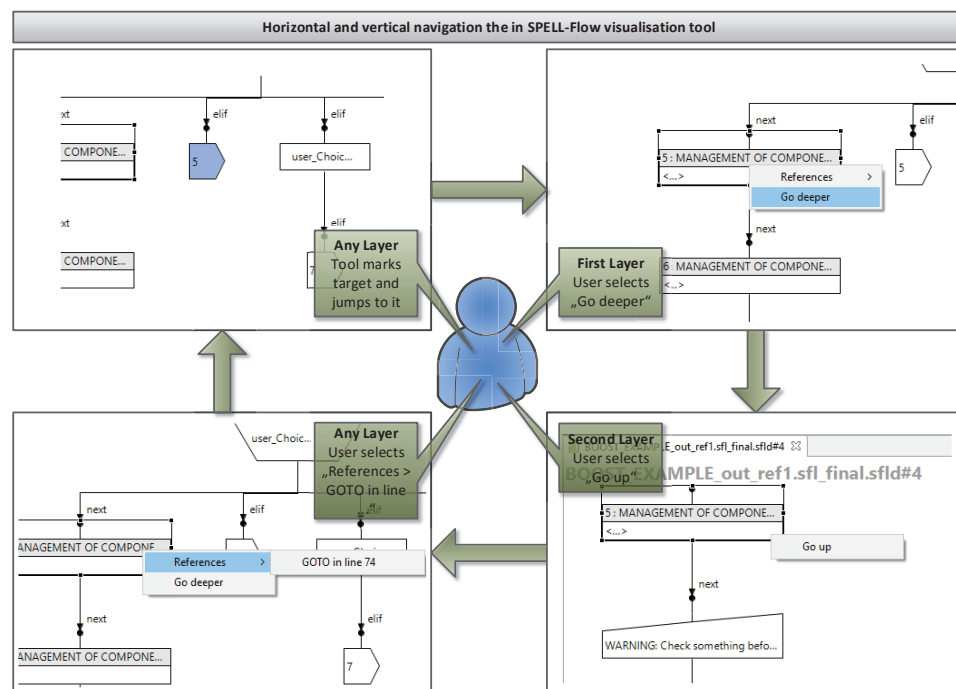 Horizontal and vertical navigation the in SPELL-Flow visualisation tool
ext
elif
elif
COMPONE...
5
user_Choic...
ext
elif
COMPONE...
7
Any Layer
Tool marks
target and
jumps to it
next
elif
5 : MANAGEMENT OF COMPONE...
<...>
5
References >
Go deeper
next
6 : MANAGEMENT OF COMPONE...
<...>
First Layer
User selects
„Go deeper“
user_Choic...
next
elif
elif
ANAGEMENT OF COMPONE
References >
GOTO in line 74
Go deeper
next
elif
ANAGEMENT OF COMPONE...
7
Any Layer
User selects
„References >
GOTO in line
..“
BOOST_EXAMPLE_out_ref1.sfl_final.sfld#4
BOOST_EXAMPLE_out_ref1.sfl_final.sfld#4
Second Layer
User selects
„Go up“
5 : MANAGEMENT OF COMPONE...
<...>
Go up
next
WARNING: Check something befo...